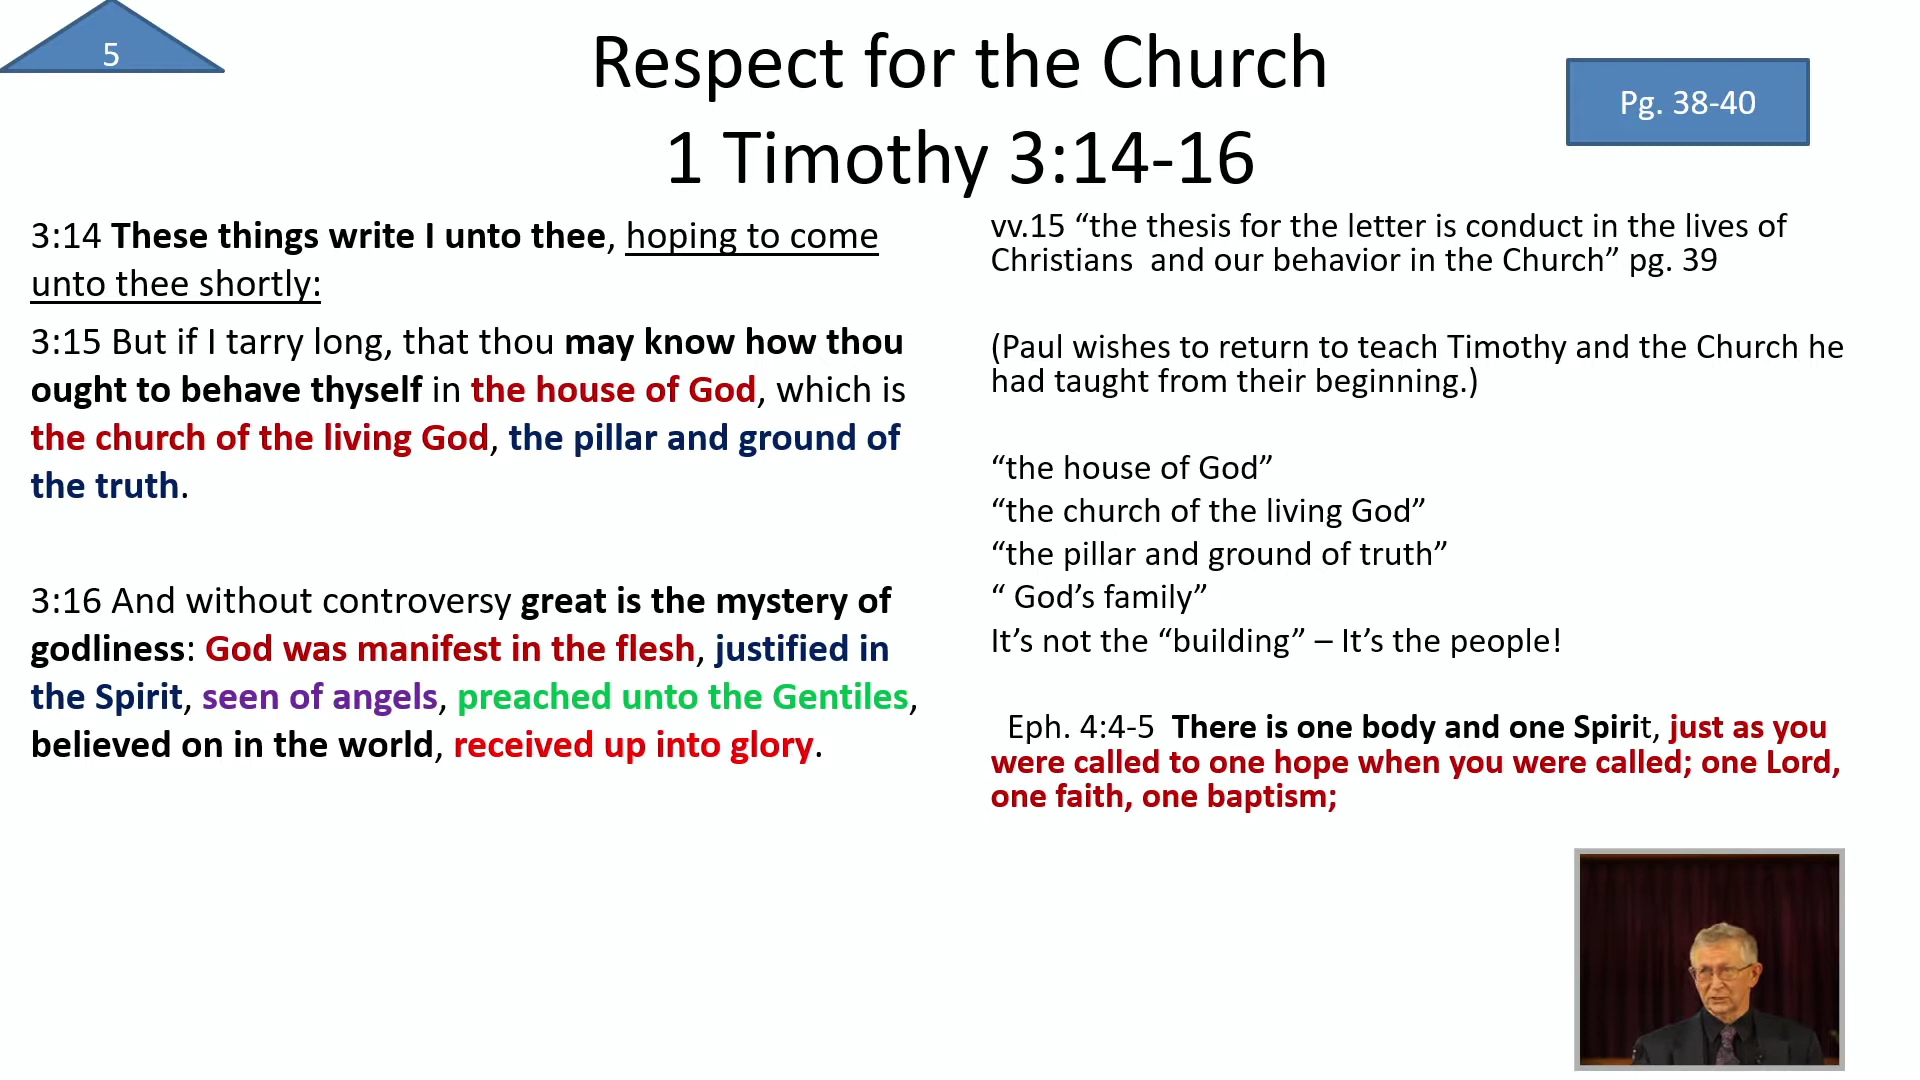 5
Respect for the Church
1 Timothy 3:14-16
Pg. 38-40
3:14 These things write I unto thee, hoping to come
unto thee shortly:
3:15 But if I tarry long, that thou may know how thou
ought to behave thyself in the house of God, which is
the church of the living God, the pillar and ground of
the truth.
3:16 And without controversy great is the mystery of
godliness: God was manifest in the flesh, justified in
the Spirit, seen of angels, preached unto the Gentiles,
believed on in the world, received up into glory.
vv.15 “the thesis for the letter is conduct in the lives of
Christians  and our behavior in the Church” pg. 39
(Paul wishes to return to teach Timothy and the Church he
had taught from their beginning.)
“the house of God”
“the church of the living God”
“the pillar and ground of truth”
“ God’s family”
It’s not the “building” – It’s the people!
Eph. 4:4-5  There is one body and one Spirit, just as you
were called to one hope when you were called; one Lord,
one faith, one baptism;